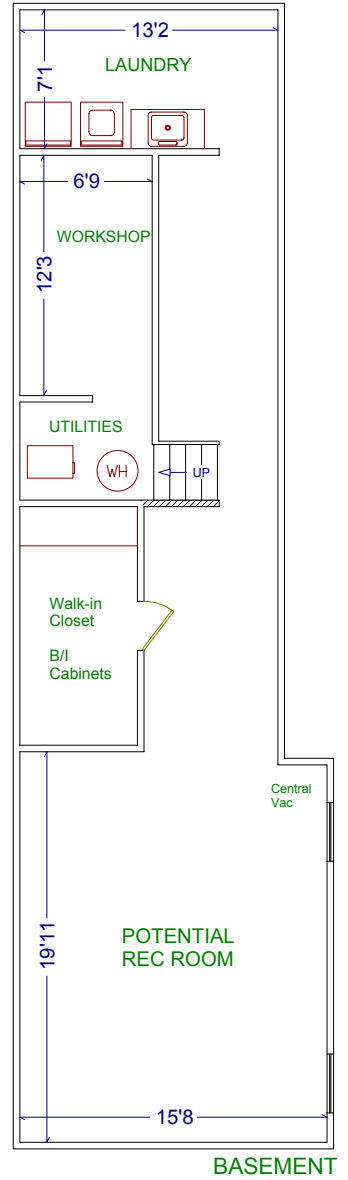 13'2
LAUNDRY
7'1
6'9
WORKSHOP
12'3
UTILITIES
WH
UP
Walk-in
Closet
B/I
Cabinets
Central
Vac
POTENTIAL
REC ROOM
19'11
15'8
BASEMENT